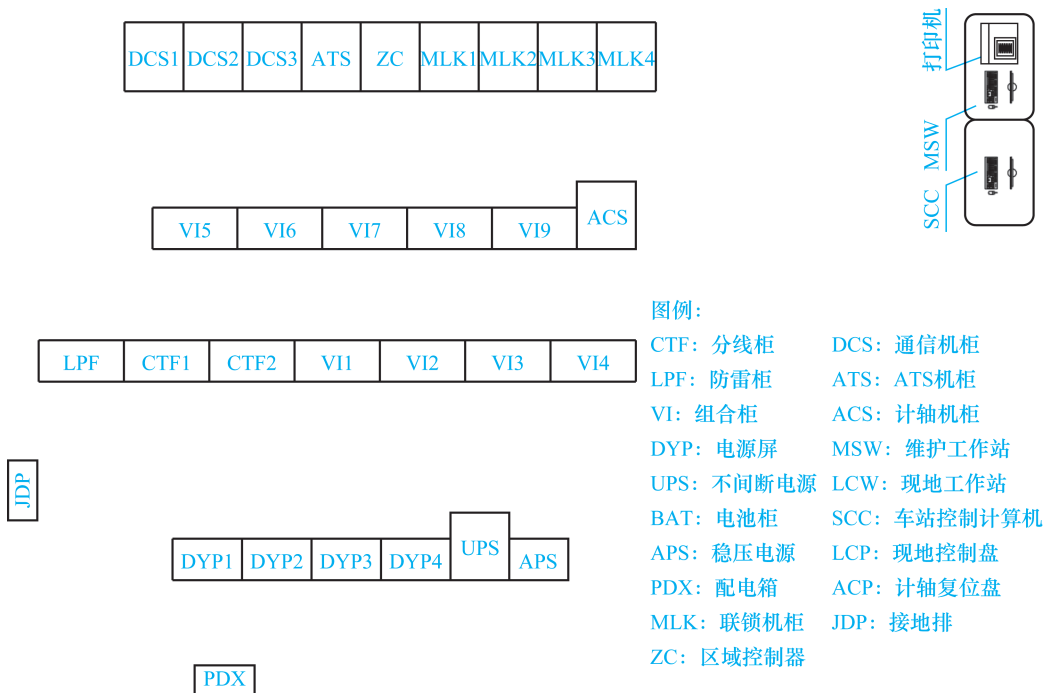 DCS1 DCS2 DCS3 ATS ZC MLK1 MLK2 MLK3 MLK4
打印机
MSW
SCC
VI5 VI6 VI7 VI8 VI9 ACS
LPF CTF1 CTF2 VI1 VI2 VI3 VI4
JDP
DYP1 DYP2 DYP3 DYP4 UPS APS
PDX
图例:
CTF: 分线柜 DCS: 通信机柜
LPF: 防雷柜 ATS: ATS机柜
VI: 组合柜 ACS: 计轴机柜
DYP: 电源屏 MSW: 维护工作站
UPS: 不间断电源 LCW: 现地工作站
BAT: 电池柜 SCC: 车站控制计算机
APS: 稳压电源 LCP: 现地控制盘
PDX: 配电箱 ACP: 计轴复位盘
MLK: 联锁机柜 JDP: 接地排
ZC: 区域控制器